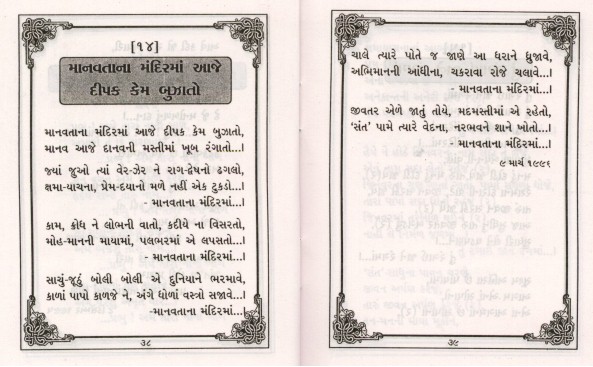 [૧૪]
માનવતાના મંદિરમાં આજે
દીપક કેમ બુઝાતો
માનવતાના મંદિરમાં આજે દીપક કેમ બુઝાતો,
માનવ આજે દાનવની મસ્તીમાં ખૂબ રંગાતો...।
જ્યાં જુઓ ત્યાં વેર-ઝેર ને રાગ-દ્વેષનો ઢગલો,
ક્ષમા-યાચના, પ્રેમ-દયાનો મળે નહીં એક ટુકડો...।
- માનવતાના મંદિરમાં...।
કામ, ક્રોધ ને લોભની વાતો, કદીયે ના વિસરતો,
મોહ-માનની માયામાં, પલભરમાં એ લપસતો...।
- માનવતાના મંદિરમાં...।
સાચું-જૂઠું બોલી બોલી એ દુનિયાને ભરમાવે,
કાળાં પાપો કાળજે ને, અંગે ધોળાં વસ્ત્રો સજાવે...।
-માનવતાના મંદિરમાં...।
૩૮
ચાલે ત્યારે પોતે જ જાણે આ ધરાને ધ્રુજાવે,
અભિમાનની આંધીના, ચકરાવા રોજે ચલાવે...।
- માનવતાના મંદિરમાં...।
જીવતર એળે જાતું તોયે, મદમસ્તીમાં એ રહેતો,
'સંત' પામે ત્યારે વેદના, નરભવને શાને ખોતો...।
- માનવતાના મંદિરમાં...।
૯ માર્ચ ૧૯૯૬
૩૯